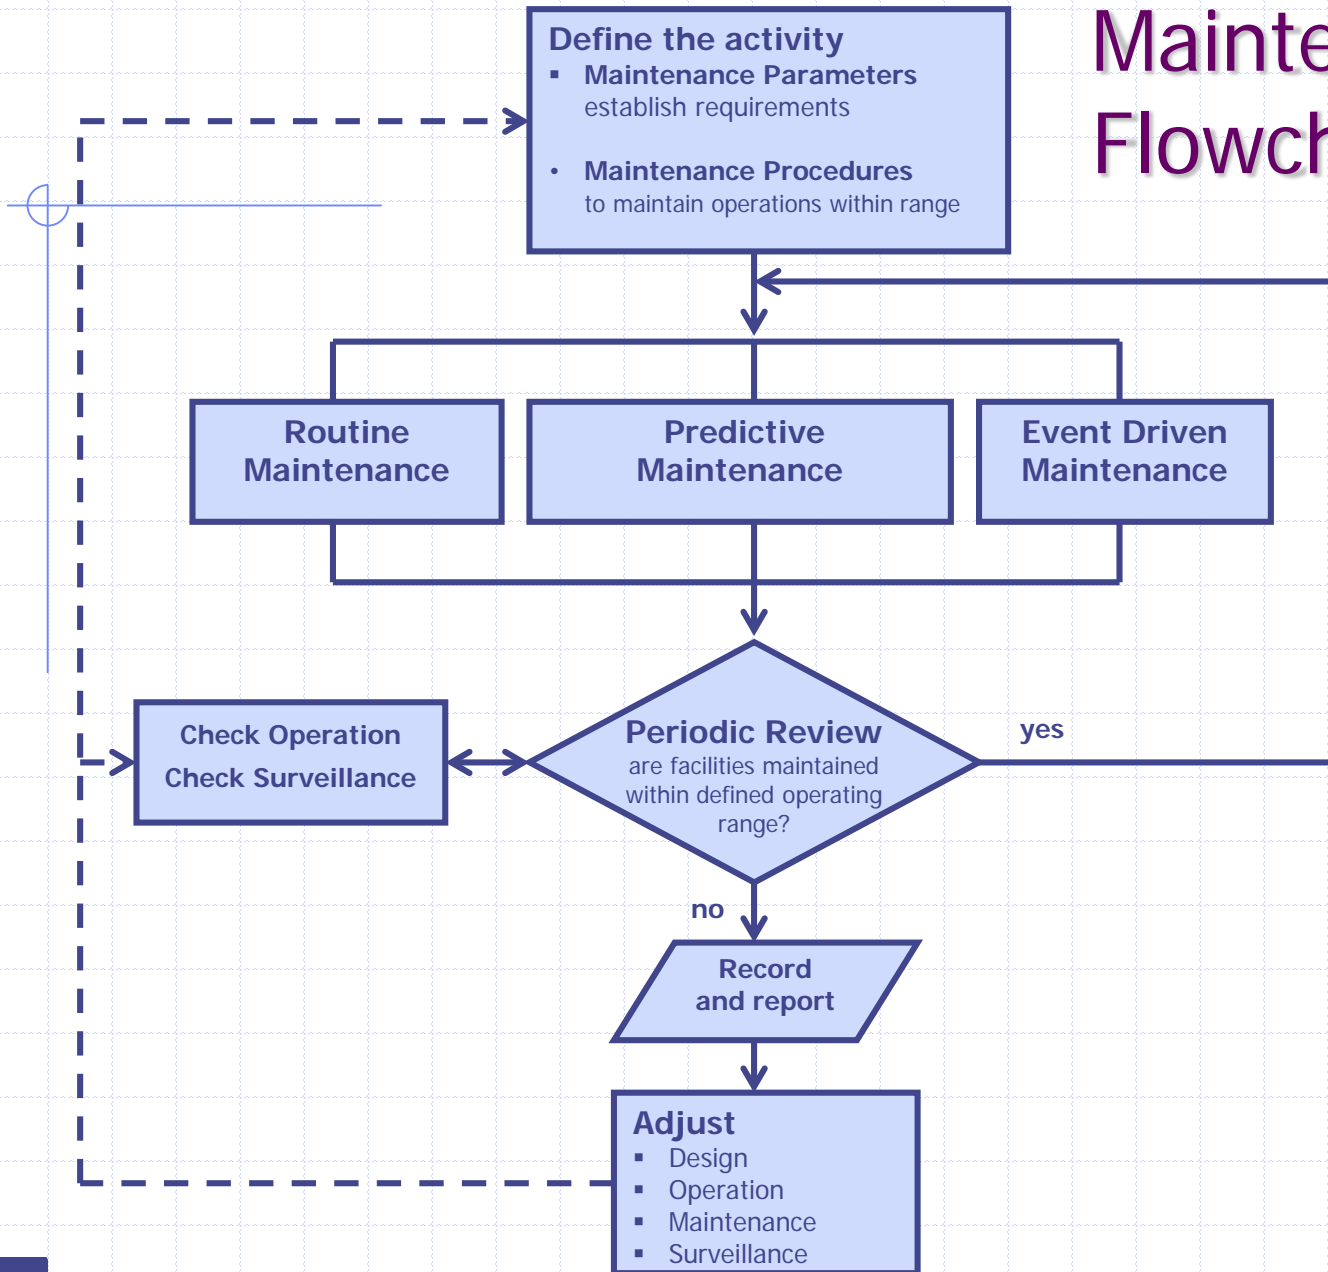 Define the activity
▪ Maintenance Parameters
establish requirements
• Maintenance Procedures
to maintain operations within range
Routine
Maintenance
Predictive
Maintenance
Event Driven
Maintenance
Check Operation
Check Surveillance
Periodic Review
are facilities maintained
within defined operating
range?
yes
no
Record
and report
Adjust
▪ Design
▪ Operation
▪ Maintenance
▪ Surveillance